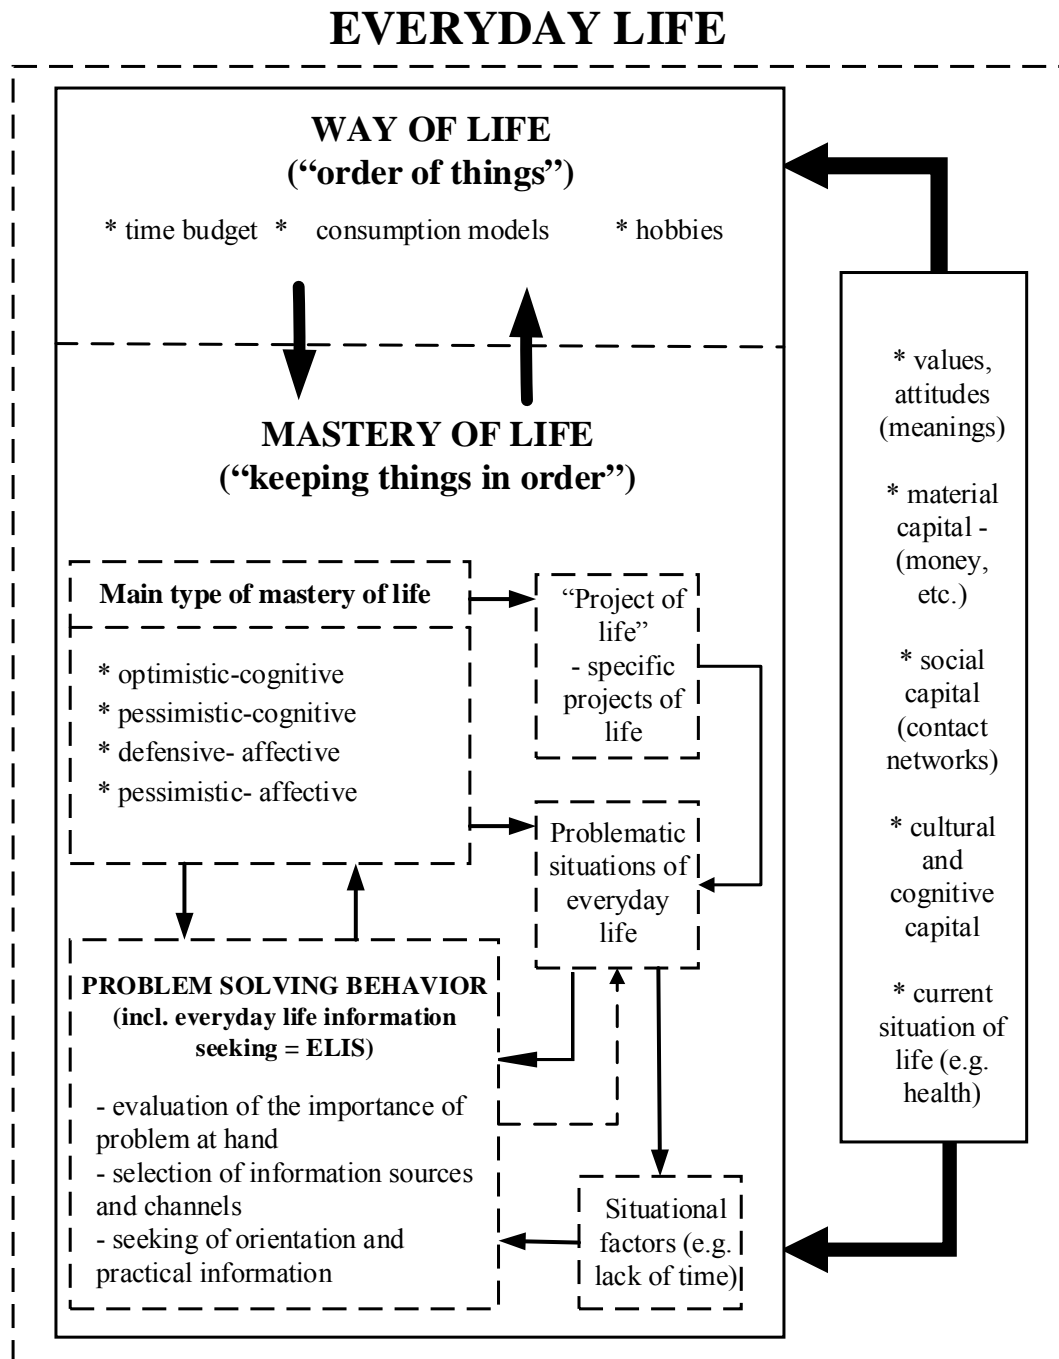 EVERYDAY LIFE
WAY OF LIFE
(“order of things”)
* time budget * consumption models * hobbies
MASTERY OF LIFE
(“keeping things in order”)
Main type of mastery of life
* optimistic-cognitive
* pessimistic-cognitive
* defensive- affective
* pessimistic- affective
“Project of
life”
- specific
projects of
life
Problematic
situations of
everyday
life
PROBLEM SOLVING BEHAVIOR
(incl. everyday life information
seeking = ELIS)
- evaluation of the importance of
problem at hand
- selection of information sources
and channels
- seeking of orientation and
practical information
Situational
factors (e.g.
lack of time)
* values,
attitudes
(meanings)
* material
capital -
(money,
etc.)
* social
capital
(contact
networks)
* cultural
and
cognitive
capital
* current
situation of
life (e.g.
health)